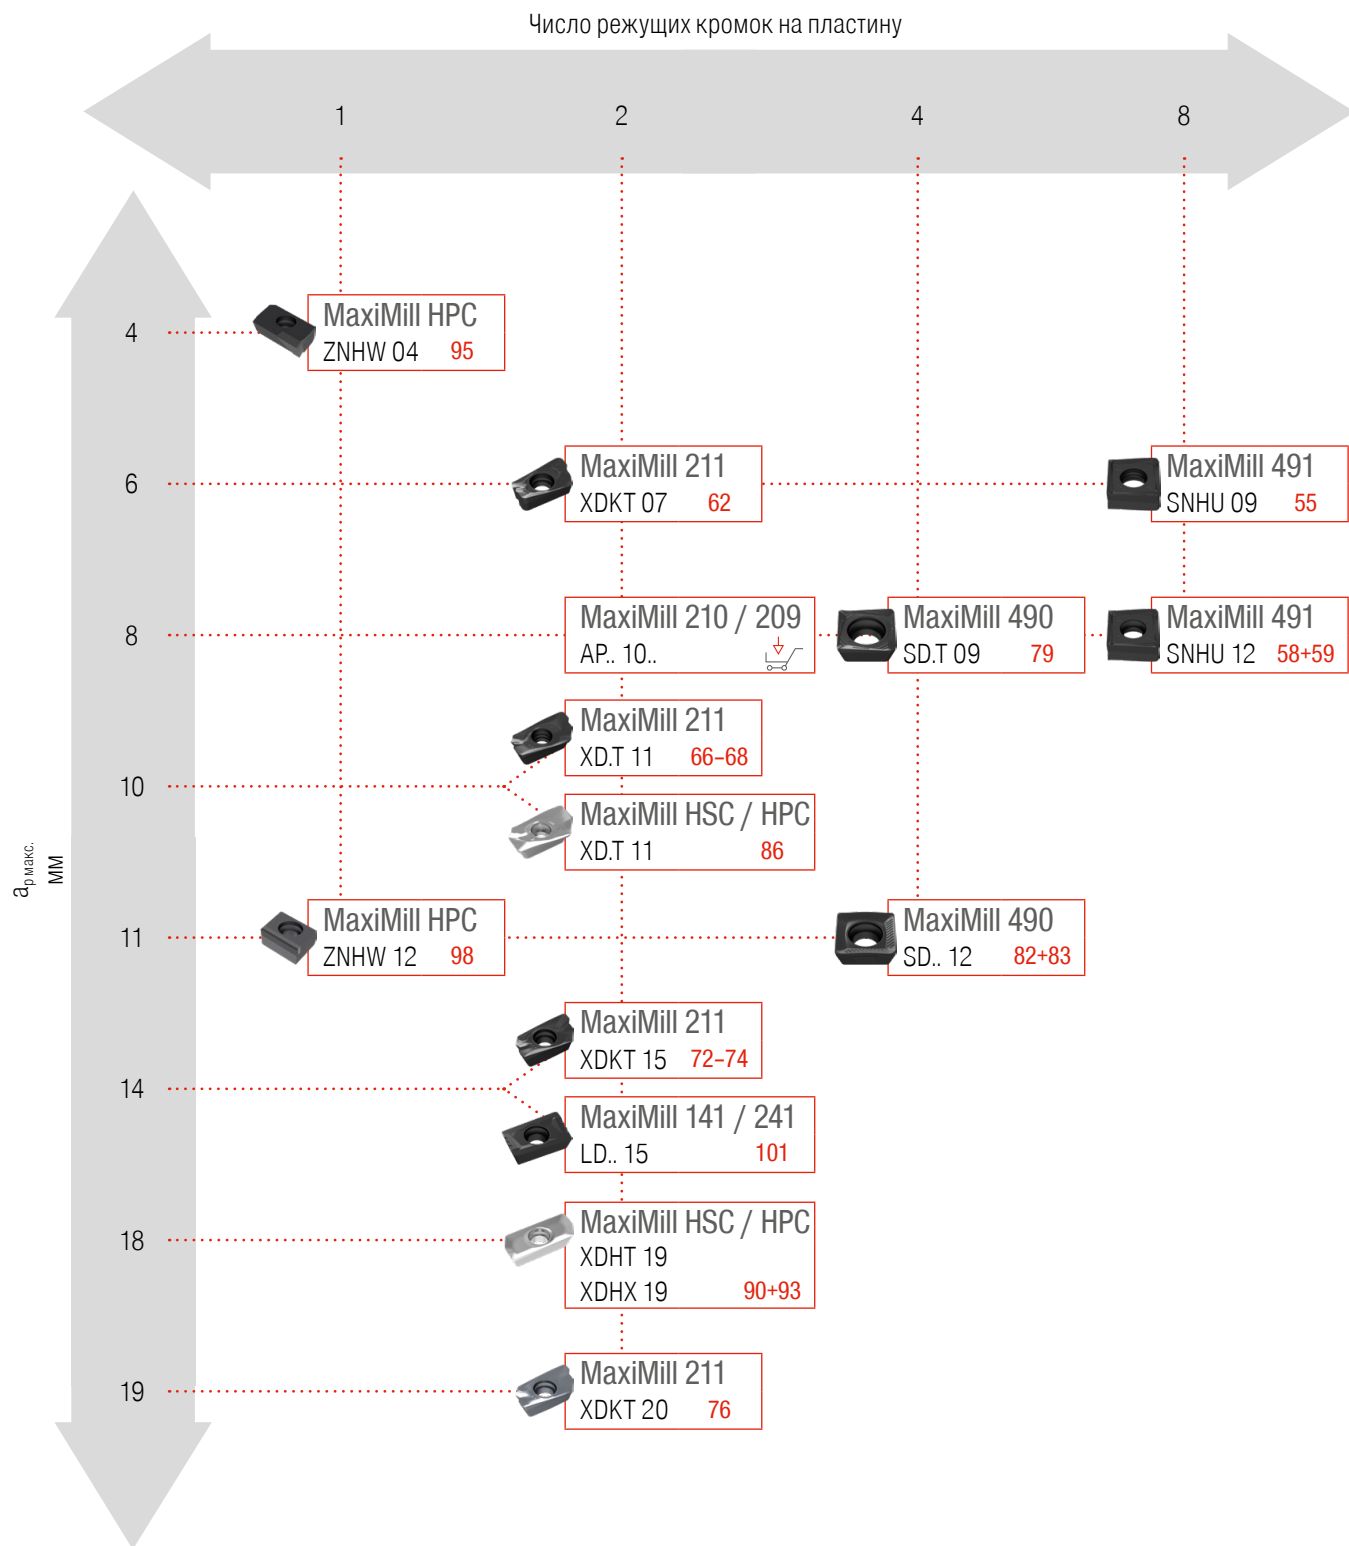 Число режущих кромок на пластину
1 2 4 8
4
MaxiMill HPC
ZNHW 04 95
6
MaxiMill 211
XDKT 07 62
MaxiMill 491
SNHU 09 55
8
MaxiMill 210 / 209
AP.. 10..
MaxiMill 490
SD.T 09 79
MaxiMill 491
SNHU 12 58+59
MaxiMill 211
XD.T 11 66–68
10
MaxiMill HSC / HPC
XD.T 11 86
ap макс.
мм
11
MaxiMill HPC
ZNHW 12 98
MaxiMill 490
SD.. 12 82+83
MaxiMill 211
XDKT 15 72–74
14
MaxiMill 141 / 241
LD.. 15 101
18
MaxiMill HSC / HPC
XDHT 19
XDHX 19 90+93
19
MaxiMill 211
XDKT 20 76